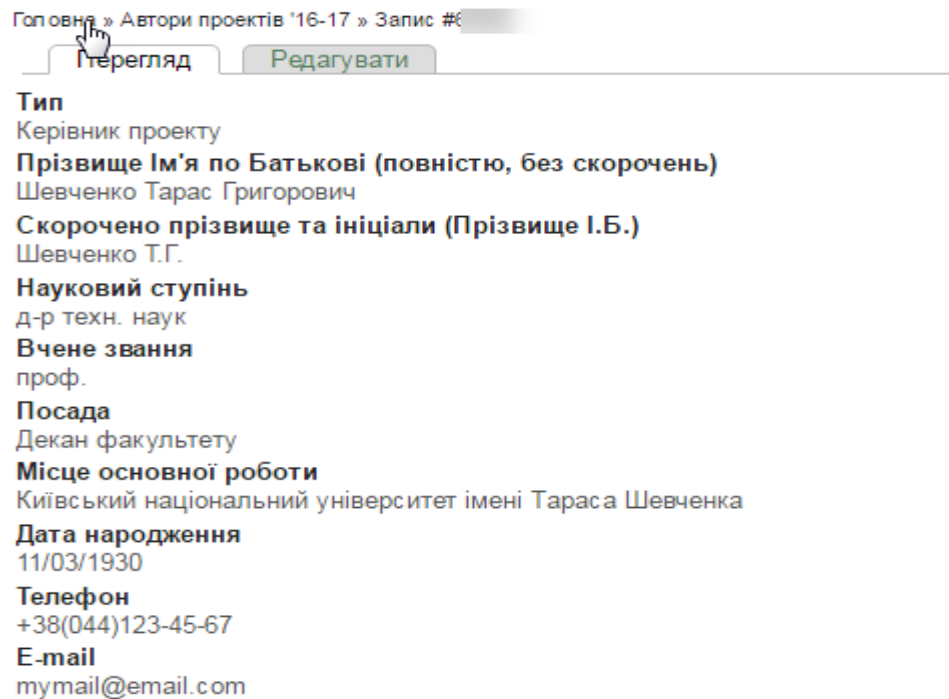 Головна » Автори проектів '16-17 » Запис #6
Перегляд Редагувати
Тип
Керівник проекту
Прізвище Ім'я по Батькові (повністю, без скорочень)
Шевченко Тарас Григорович
Скорочено прізвище та ініціали (Прізвище І.Б.)
Шевченко Т.Г.
Науковий ступінь
д-р техн. наук
Вчене звання
проф.
Посада
Декан факультету
Місце основної роботи
Київський національний університет імені Тараса Шевченка
Дата народження
11/03/1930
Телефон
+38(044)123-45-67
E-mail
mymail@email.com